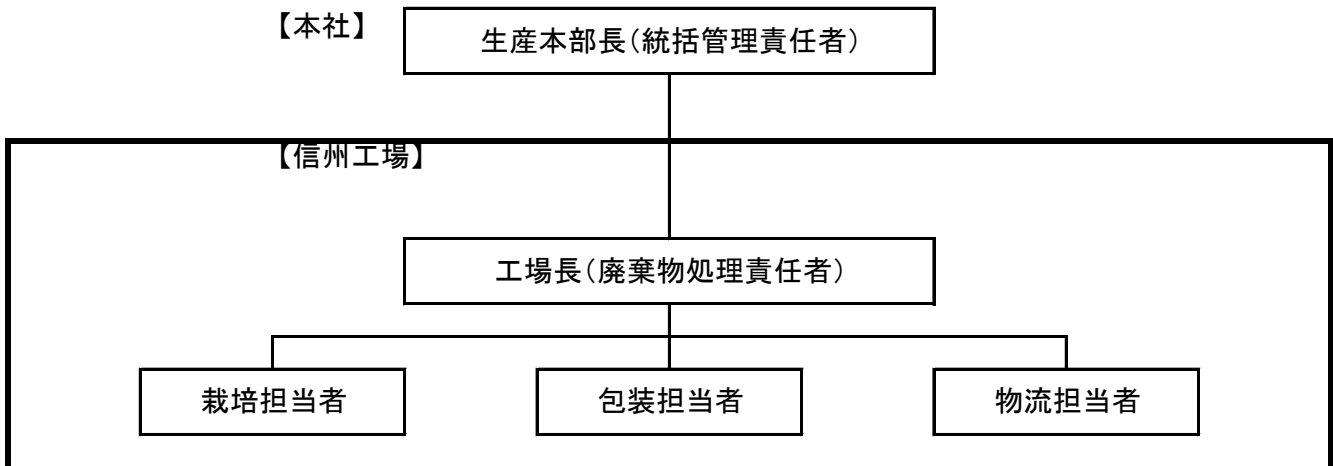 【本社】
生産本部長(統括管理責任者)
【信州工場】
工場長(廃棄物処理責任者)
栽培担当者
包装担当者
物流担当者